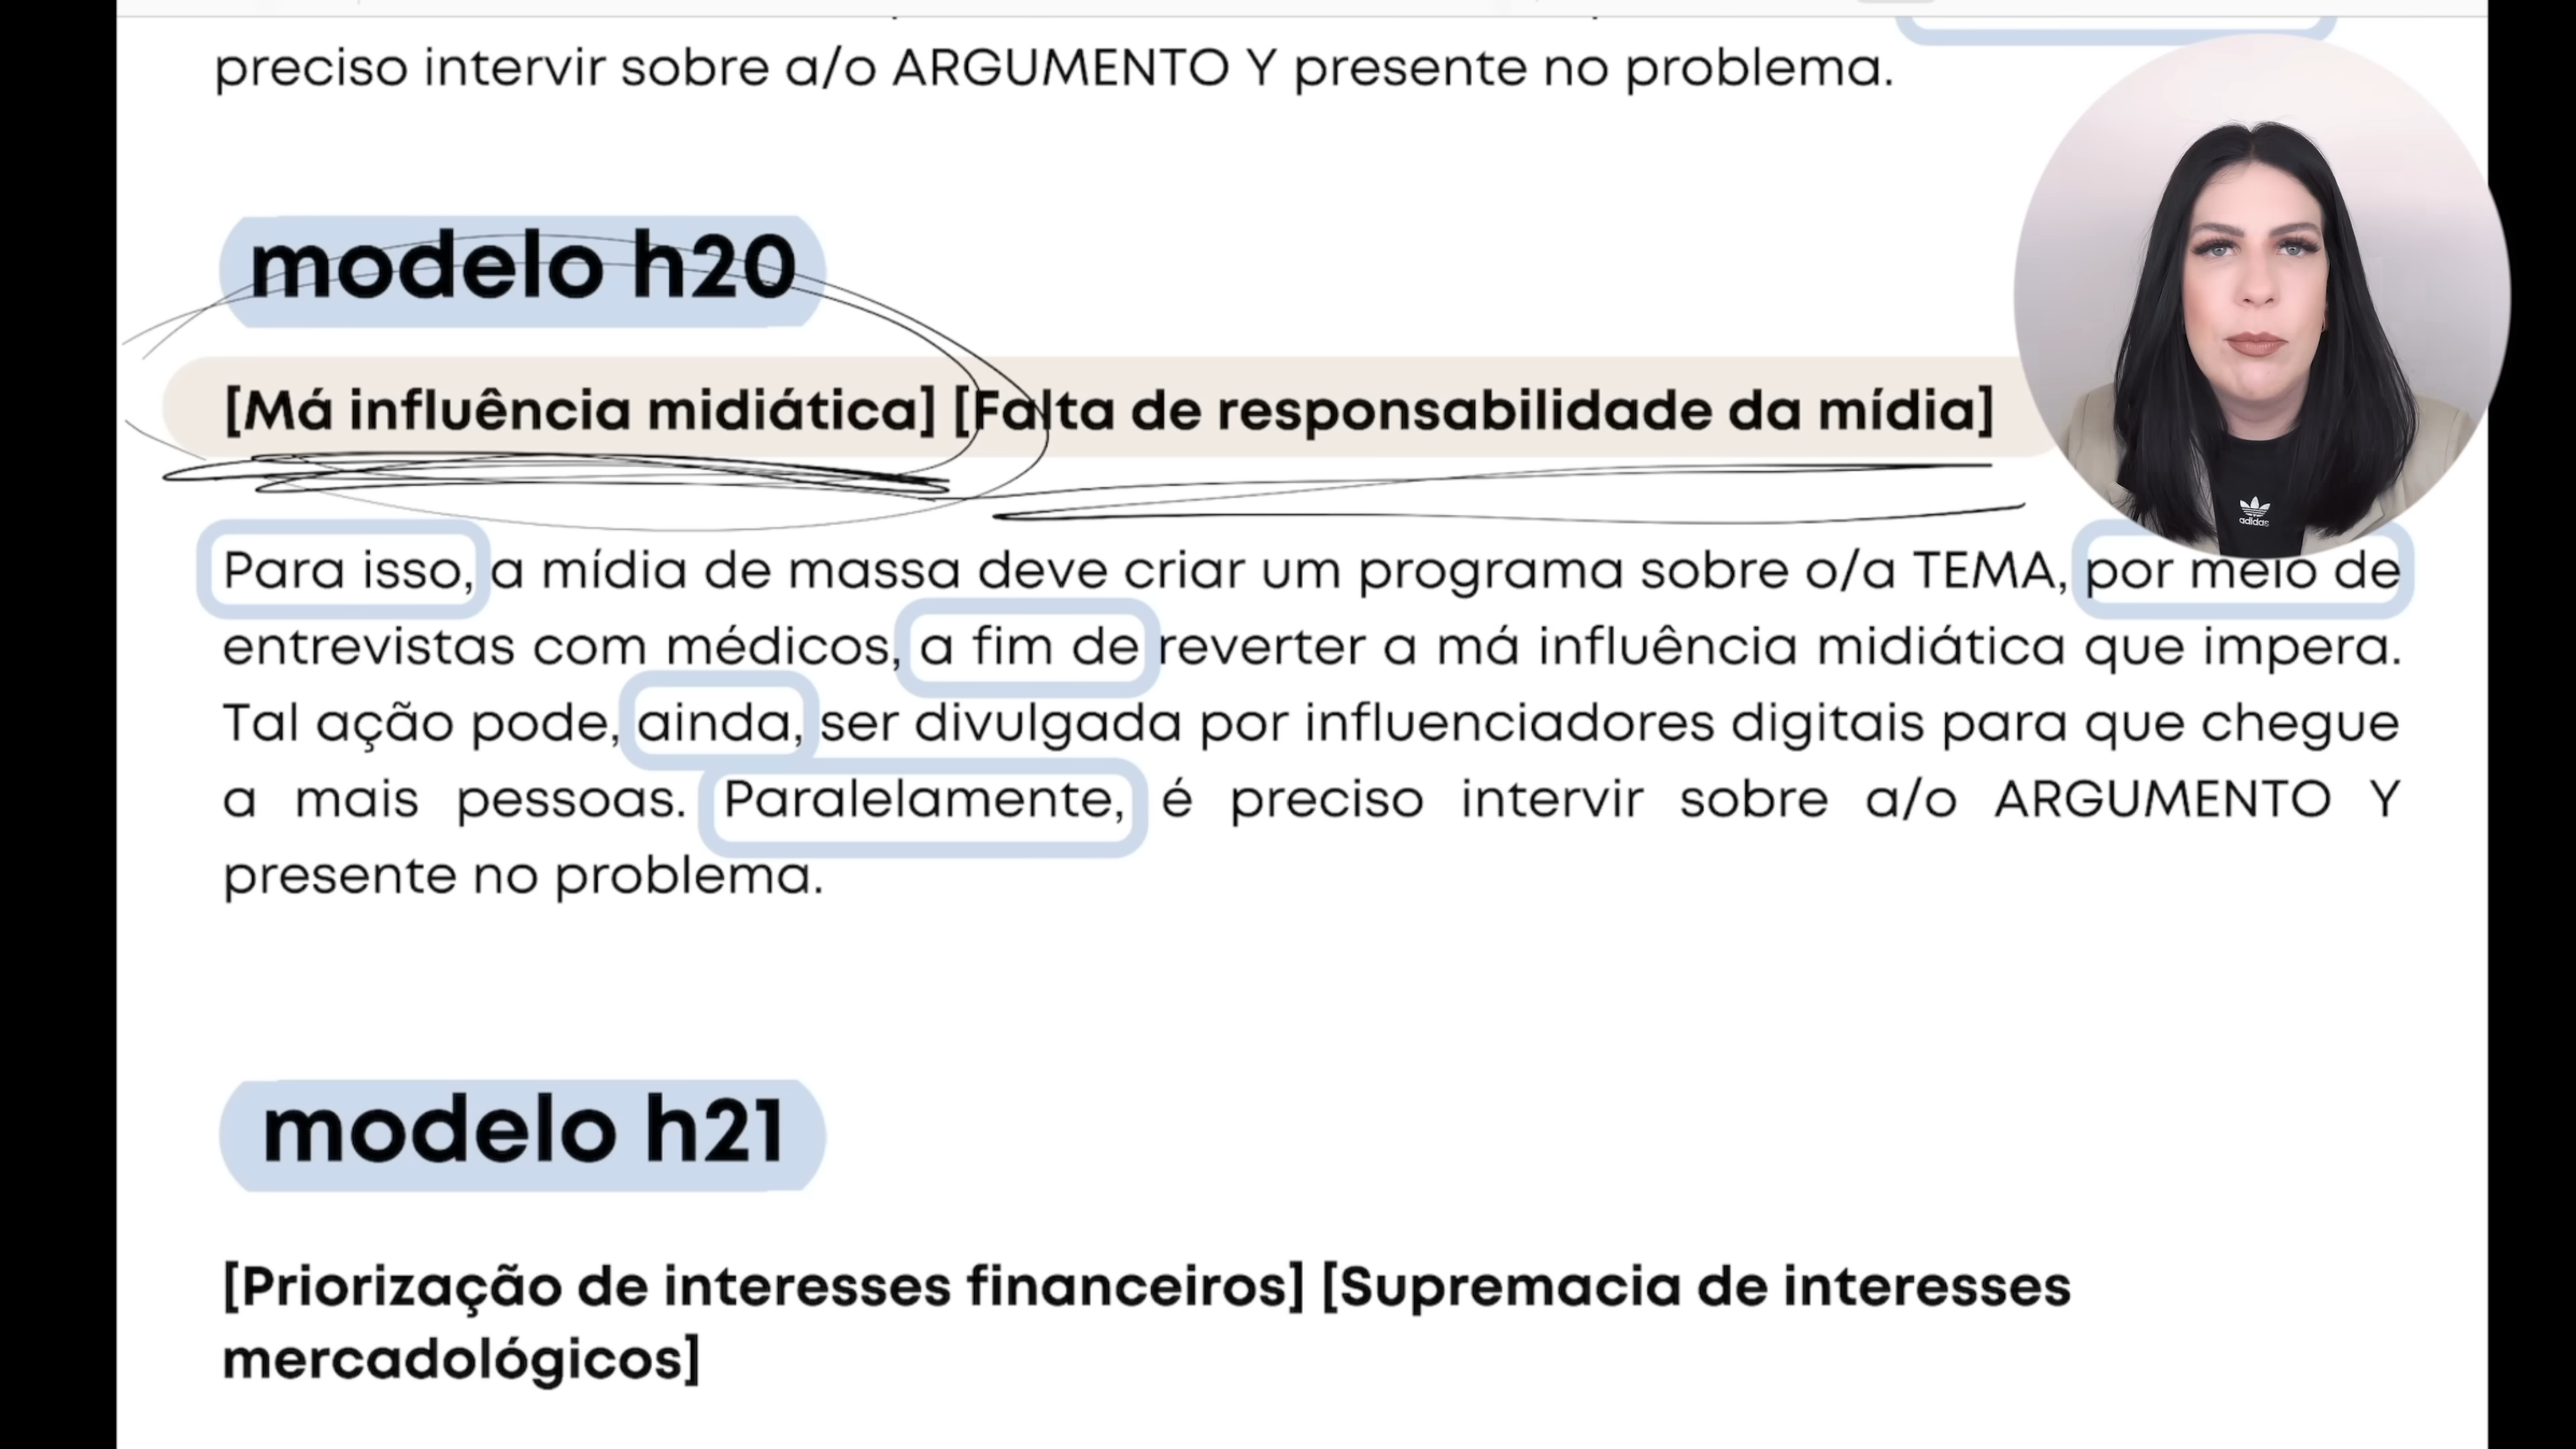 preciso intervir sobre a/o ARGUMENTO Y presente no problema.
modelo h20
[Má influência midiática] [Falta de responsabilidade da mídia]
adidas
Para isso, a mídia de massa deve criar um programa sobre o/a TEMA, por meio de
entrevistas com médicos, a fim de reverter a má influência midiática que impera.
Tal ação pode, ainda, ser divulgada por influenciadores digitais para que chegue
a mais pessoas. Paralelamente, é preciso intervir sobre a/o ARGUMENTO Y
presente no problema.
modelo h21
[Priorização de interesses financeiros] [Supremacia de interesses
mercadológicos]